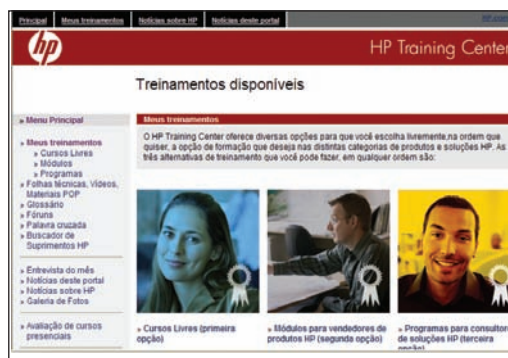 Principal
Meus treinamentos
Notícias sobre HP
Notícias deste portal
hp
HP Training Center
Treinamentos disponíveis
» Menu Principal
» Meus treinamentos
» Cursos Livres
» Módulos
» Programas
» Folhas técnicas, Vídeos,
Materiais POP
» Glossário
» Fóruns
» Palavra cruzada
» Buscador de
Suprimentos HP
» Entrevista do mês
» Notícias deste portal
» Notícias sobre HP
» Galeria de Fotos
» Avaliação de cursos
presenciais
Meus treinamentos
O HP Training Center oferece diversas opções para que você escolha livremente,na ordem que
quiser, a opção de formação que deseja nas distintas categorias de produtos e soluções HP. As
três alternativas de treinamento que você pode fazer, em qualquer ordem são:
» Cursos Livres (primeira
opção)
» Módulos para vendedores de
produtos HP (segunda opção)
» Programas para consultor
de soluções HP (terceira